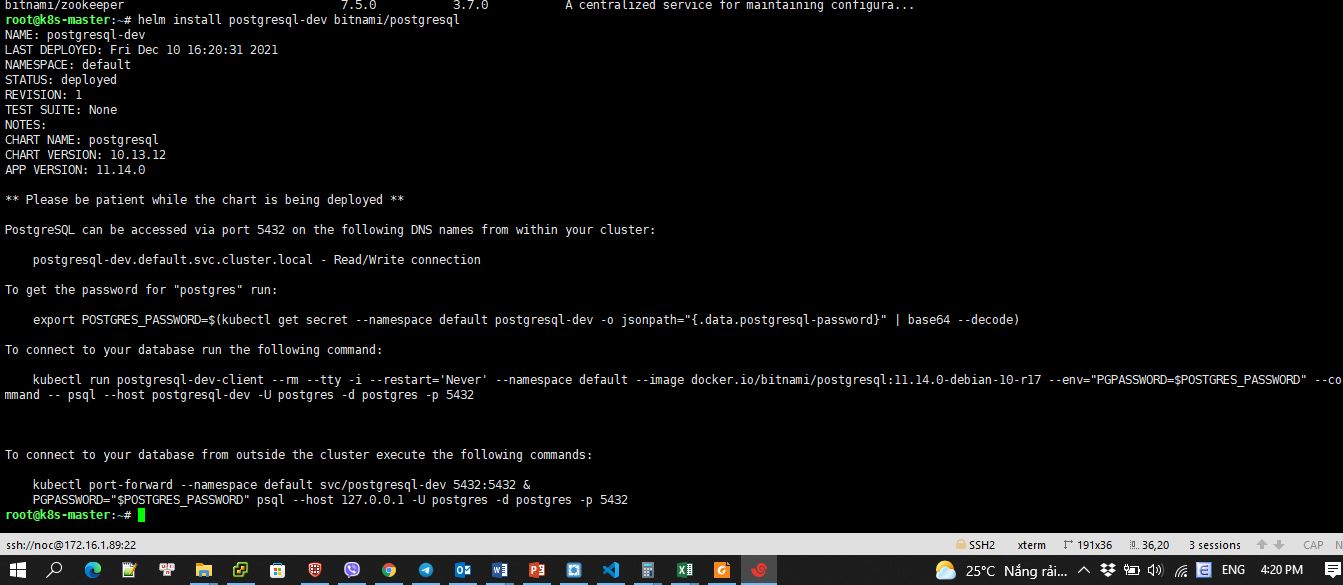 bitnami/zookeeper 7.5.0 3.7.0 A centralized service for maintaining configura...
root@k8s-master:~# helm install postgresql-dev bitnami/postgresql
NAME: postgresql-dev
LAST DEPLOYED: Fri Dec 10 16:20:31 2021
NAMESPACE: default
STATUS: deployed
REVISION: 1
TEST SUITE: None
NOTES:
CHART NAME: postgresql
CHART VERSION: 10.13.12
APP VERSION: 11.14.0
** Please be patient while the chart is being deployed **
PostgreSQL can be accessed via port 5432 on the following DNS names from within your cluster:
postgresql-dev.default.svc.cluster.local - Read/Write connection
To get the password for "postgres" run:
export POSTGRES_PASSWORD=$(kubectl get secret --namespace default postgresql-dev -o jsonpath="{.data.postgresql-password}" | base64 --decode)
To connect to your database run the following command:
kubectl run postgresql-dev-client --rm --tty -i --restart='Never' --namespace default --image docker.io/bitnami/postgresql:11.14.0-debian-10-r17 --env="PGPASSWORD=$POSTGRES_PASSWORD" --co
mmand -- psql --host postgresql-dev -U postgres -d postgres -p 5432
To connect to your database from outside the cluster execute the following commands:
kubectl port-forward --namespace default svc/postgresql-dev 5432:5432 &
PGPASSWORD="$POSTGRES_PASSWORD" psql --host 127.0.0.1 -U postgres -d postgres -p 5432
root@k8s-master:~#
ssh://noc@172.16.1.89:22 SSH2 xterm 191x36 36,20 3 sessions CAP N
25°C Nắng rải... ENG 4:20 PM